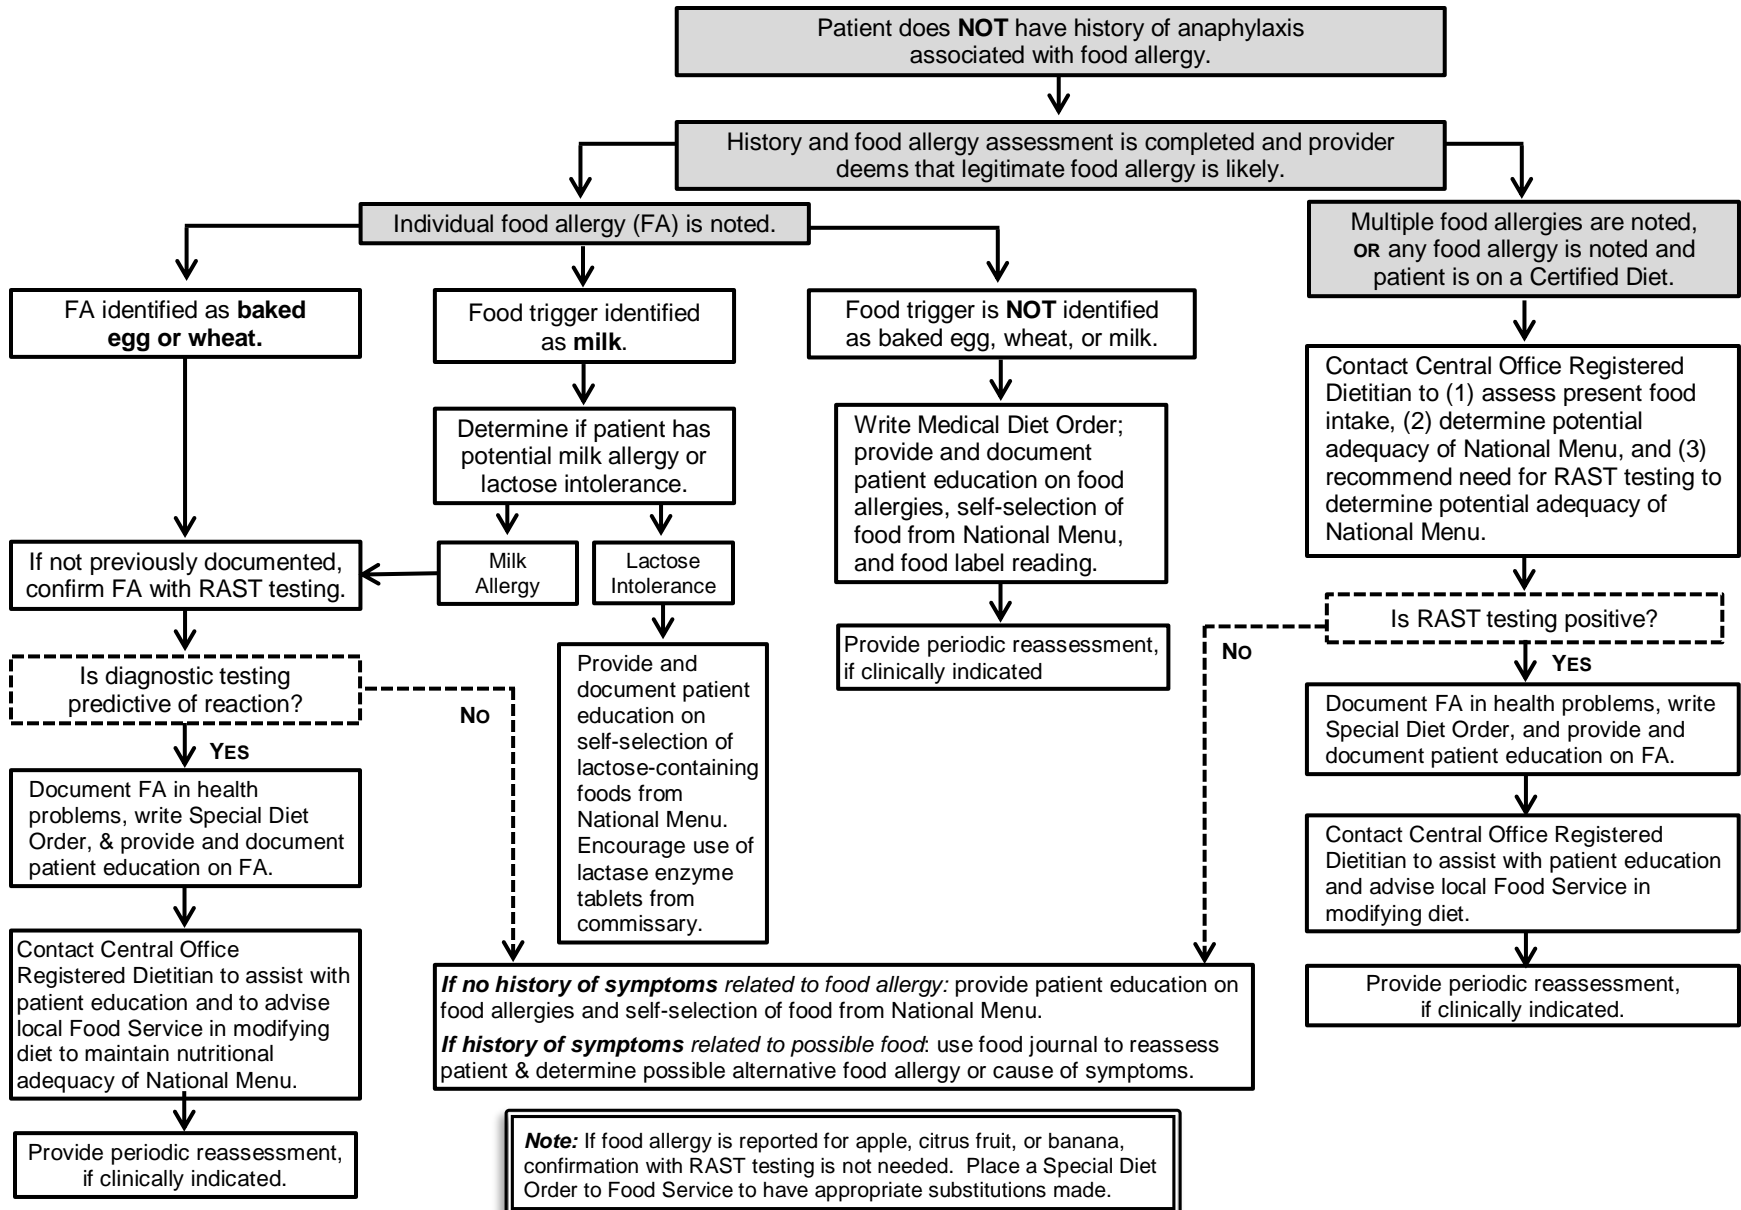 Patient does NOT have history of anaphylaxis
associated with food allergy.
History and food allergy assessment is completed and provider
deems that legitimate food allergy is likely.
Individual food allergy (FA) is noted.
Multiple food allergies are noted,
OR any food allergy is noted and
patient is on a Certified Diet.
FA identified as baked
egg or wheat.
Food trigger identified
as milk.
Food trigger is NOT identified
as baked egg, wheat, or milk.
Contact Central Office Registered
Dietitian to (1) assess present food
intake, (2) determine potential
adequacy of National Menu, and (3)
recommend need for RAST testing to
determine potential adequacy of
National Menu.
Determine if patient has
potential milk allergy or
lactose intolerance.
Write Medical Diet Order;
provide and document
patient education on food
allergies, self-selection of
food from National Menu,
and food label reading.
If not previously documented,
confirm FA with RAST testing.
Milk
Allergy
Lactose
Intolerance
Is RAST testing positive?
NO
YES
Provide periodic reassessment,
if clinically indicated
Is diagnostic testing
predictive of reaction?
NO
YES
Provide and
document patient
education on
self-selection of
lactose-containing
foods from
National Menu.
Encourage use of
lactase enzyme
tablets from
commissary.
Document FA in health problems, write
Special Diet Order, and provide and
document patient education on FA.
Document FA in health
problems, write Special Diet
Order, & provide and document
patient education on FA.
Contact Central Office Registered
Dietitian to assist with patient education
and advise local Food Service in
modifying diet.
Contact Central Office
Registered Dietitian to assist with
patient education and to advise
local Food Service in modifying
diet to maintain nutritional
adequacy of National Menu.
If no history of symptoms related to food allergy: provide patient education on
food allergies and self-selection of food from National Menu.
If history of symptoms related to possible food: use food journal to reassess
patient & determine possible alternative food allergy or cause of symptoms.
Provide periodic reassessment,
if clinically indicated.
Provide periodic reassessment,
if clinically indicated.
Note: If food allergy is reported for apple, citrus fruit, or banana,
confirmation with RAST testing is not needed. Place a Special Diet
Order to Food Service to have appropriate substitutions made.